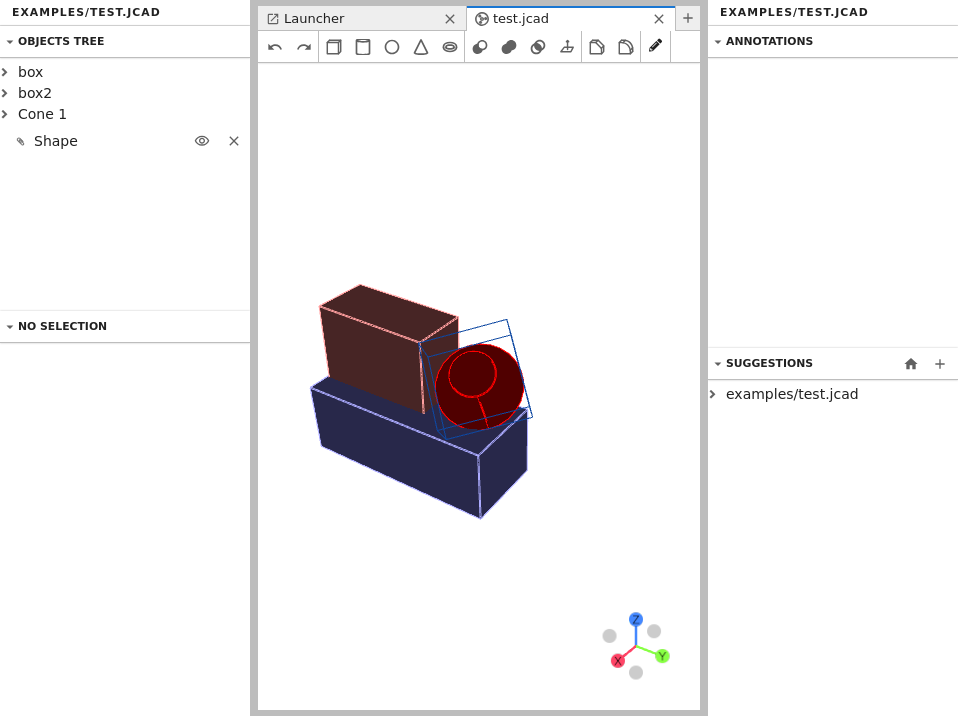 EXAMPLES/TEST.JCAD
OBJECTS TREE
box
box2
Cone 1
Shape
NO SELECTION
Launcher
test.jcad
Z
X
Y
EXAMPLES/TEST.JCAD
ANNOTATIONS
SUGGESTIONS
examples/test.jcad